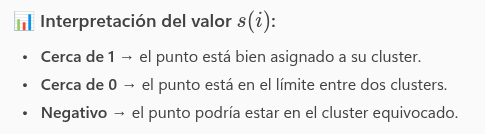 📊 Interpretación del valor s(i):
• Cerca de 1 → el punto está bien asignado a su cluster.
• Cerca de 0 → el punto está en el límite entre dos clusters.
• Negativo → el punto podría estar en el cluster equivocado.